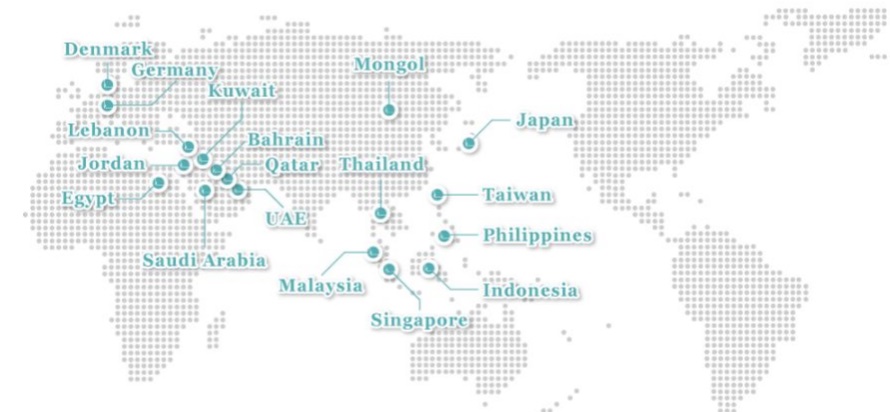 Denmark
Germany
Mongol
Kuwait
Japan
Lebanon
Bahrain
Jordan
Qatar
Thailand
Egypt
Taiwan
UAE
Philippines
Saudi Arabia
Malaysia
Indonesia
Singapore